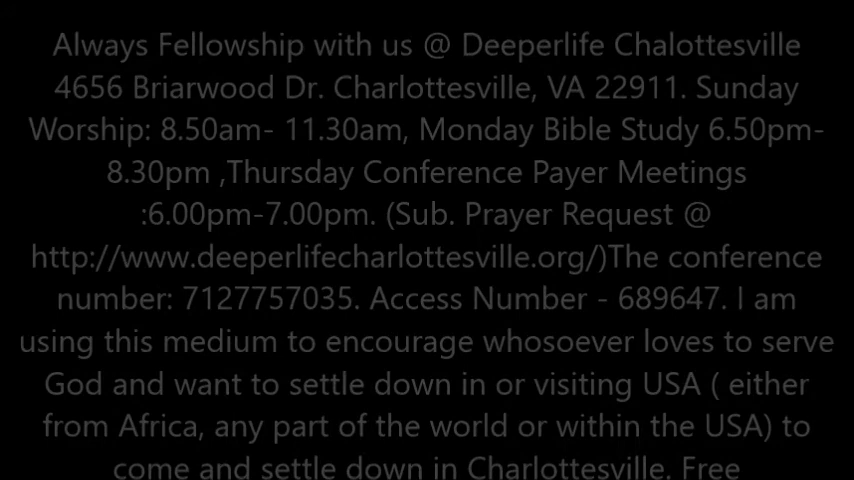 Always Fellowship with us @ Deeperlife Chalottesville
4656 Briarwood Dr. Charlottesville, VA 22911. Sunday
Worship: 8.50am- 11.30am, Monday Bible Study 6.50pm-
8.30pm ,Thursday Conference Payer Meetings
:6.00pm-7.00pm. (Sub. Prayer Request @
http://www.deeperlifecharlottesville.org/)The conference
number: 7127757035. Access Number - 689647. I am
using this medium to encourage whosoever loves to serve
God and want to settle down in or visiting USA ( either
from Africa, any part of the world or within the USA) to
come and settle down in Charlottesville. Free